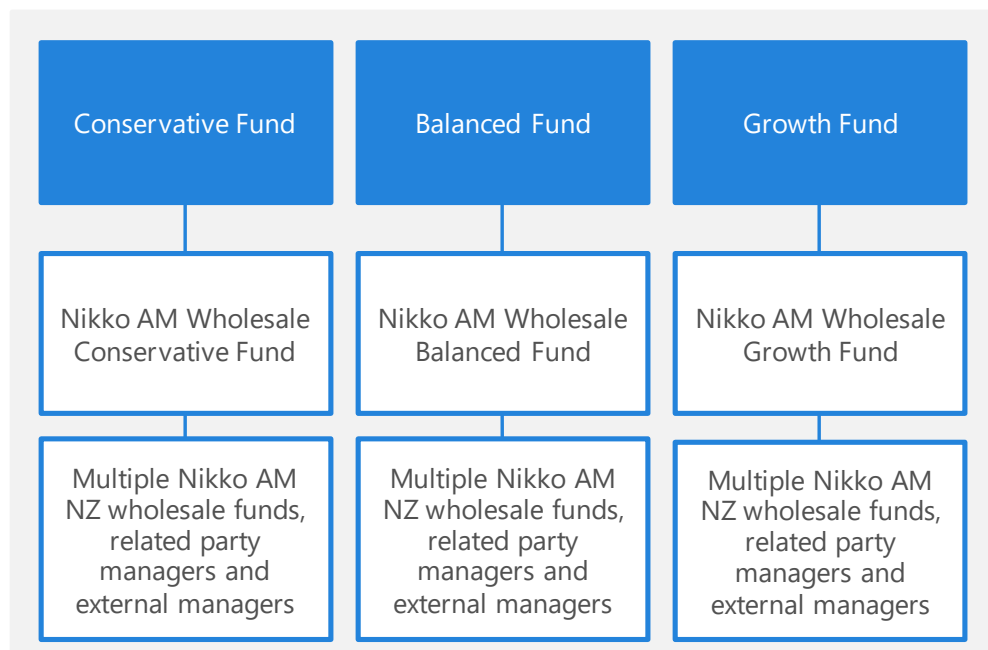 Conservative Fund
Balanced Fund
Growth Fund
Nikko AM Wholesale
Conservative Fund
Nikko AM Wholesale
Balanced Fund
Nikko AM Wholesale
Growth Fund
Multiple Nikko AM
NZ wholesale funds,
related party
managers and
external managers
Multiple Nikko AM
NZ wholesale funds,
related party
managers and
external managers
Multiple Nikko AM
NZ wholesale funds,
related party
managers and
external managers